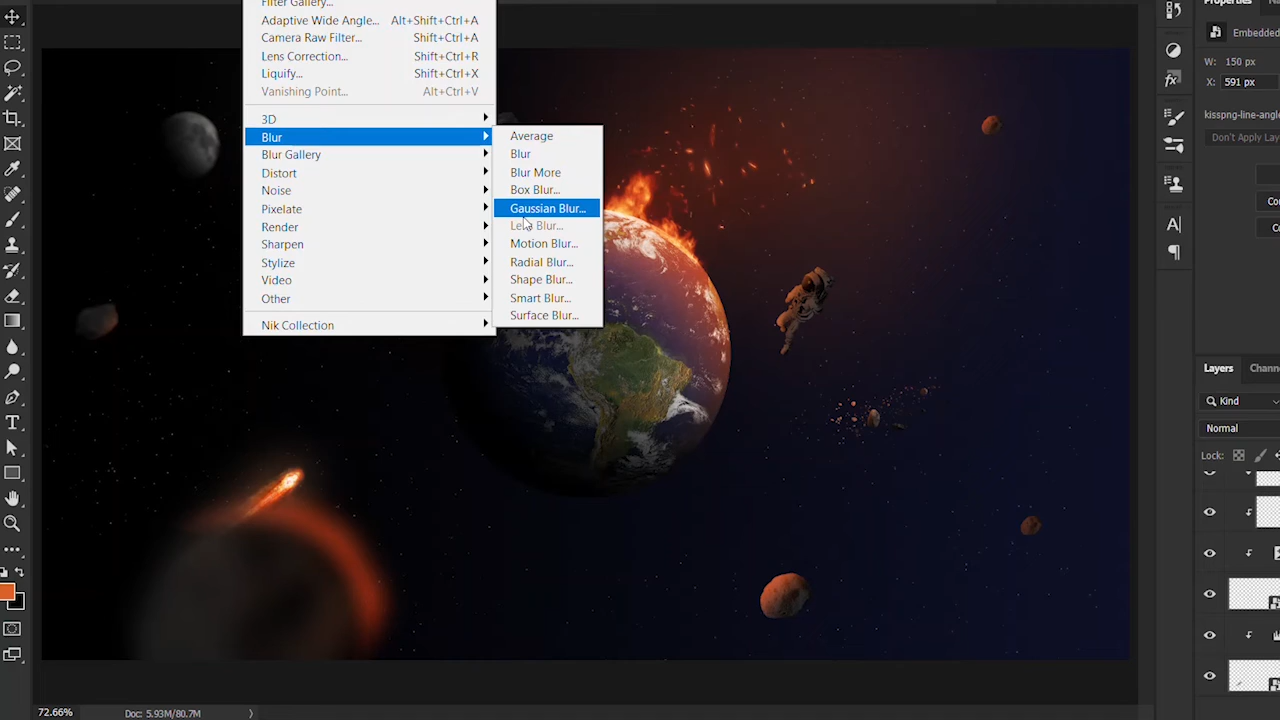 Filter Gallery...
Adaptive Wide Angle... Alt+Shift+Ctrl+A
Camera Raw Filter... Shift+Ctrl+A
Lens Correction... Shift+Ctrl+R
Liquify... Shift+Ctrl+X
Vanishing Point... Alt+Ctrl+V
3D
Blur
Blur Gallery
Distort
Noise
Pixelate
Render
Sharpen
Stylize
Video
Other
Nik Collection
Average
Blur
Blur More
Box Blur...
Gaussian Blur...
Lens Blur...
Motion Blur...
Radial Blur...
Shape Blur...
Smart Blur...
Surface Blur...
Properties
Embedded
W: 150 px
X: 591 px
kisspng-line-angle
Don't Apply Lay
Layers Chann
Kind
Normal
Lock:
72.66% Doc: 5.93M/80.7M